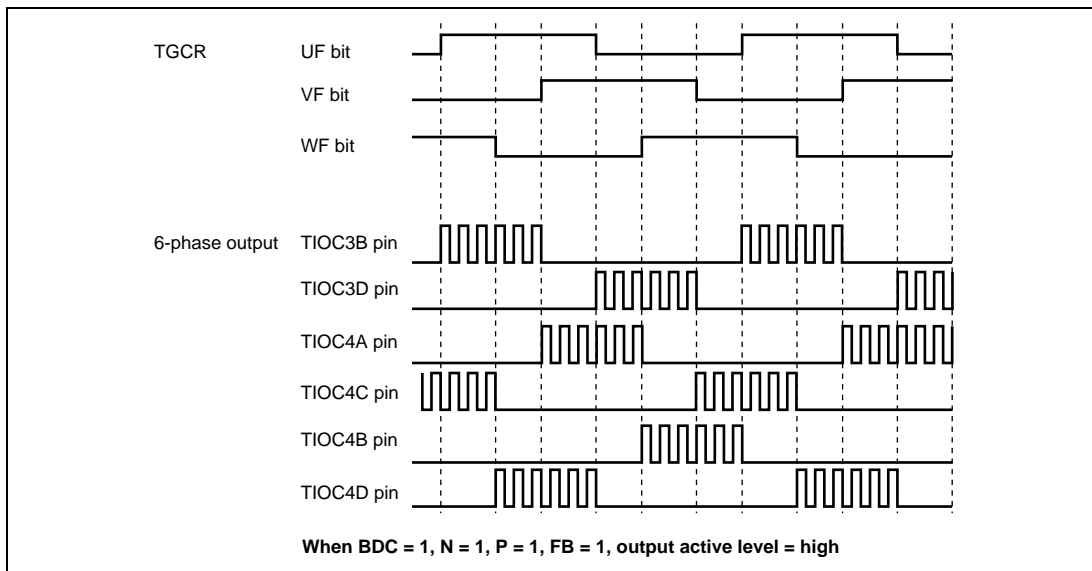 TGCR UF bit
VF bit
WF bit
6-phase output TIOC3B pin
TIOC3D pin
TIOC4A pin
TIOC4C pin
TIOC4B pin
TIOC4D pin
When BDC = 1, N = 1, P = 1, FB = 1, output active level = high